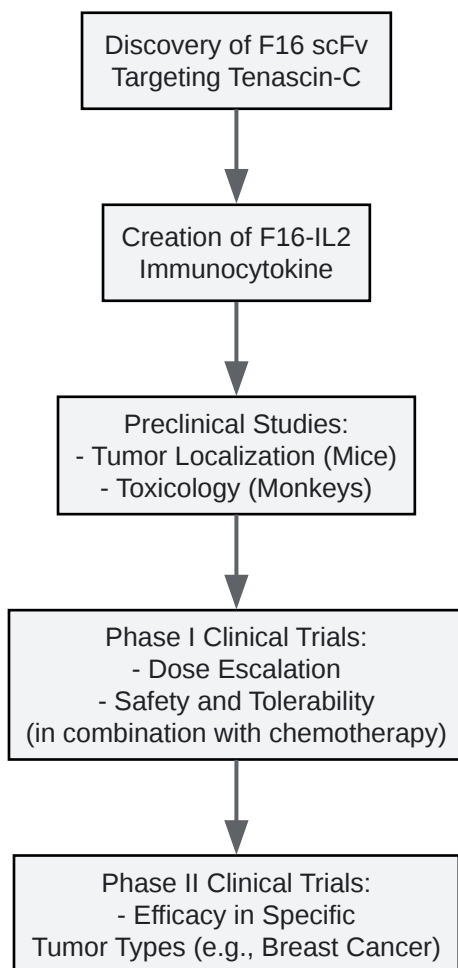 Discovery of F16 scFv
Targeting Tenascin-C
Creation of F16-IL2
Immunocytokine
Preclinical Studies:
- Tumor Localization (Mice)
- Toxicology (Monkeys)
Phase I Clinical Trials:
- Dose Escalation
- Safety and Tolerability
(in combination with chemotherapy)
Phase II Clinical Trials:
- Efficacy in Specific
Tumor Types (e.g., Breast Cancer)